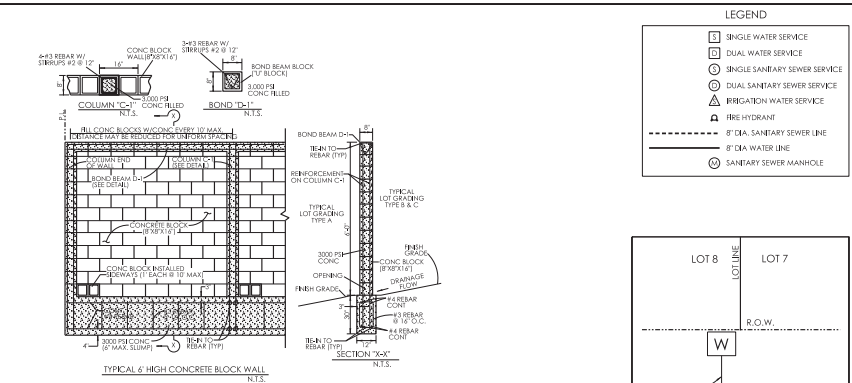 4-#3 REBAR W/
STIRRUPS #2 @ 12"
16"
CONC BLOCK
WALL(8"X8"X16")
8"
3,000 PSI
CONC FILLED
COLUMN "C-1"
N.T.S.
3-#3 REBAR W/
STIRRUPS #2 @ 12"
8"
8"
BOND BEAM BLOCK
("U" BLOCK)
3,000 PSI
CONC FILLED
BOND "D-1"
N.T.S.
P.L.
X
FILL CONC BLOCKS W/CONC EVERY 10' MAX.
DISTANCE MAY BE REDUCED FOR UNIFORM SPACING
COLUMN END
OF WALL
COLUMN C-1
(SEE DETAIL)
BOND BEAM D-1
(SEE DETAIL)
CONCRETE BLOCK
(8"X8"X16")
CONC BLOCK INSTALLED
SIDEWAYS (1' EACH @ 10' MAX)
3"
4"
3000 PSI CONC
(6" MAX. SLUMP)
X
TIE-IN TO
REBAR (TYP)
TYPICAL 6' HIGH CONCRETE BLOCK WALL
N.T.S.
8"
BOND BEAM D-1
TIE-IN TO
REBAR (TYP)
REINFORCEMENT
ON COLUMN C-1
TYPICAL
LOT GRADING
TYPE A
TYPICAL
LOT GRADING
TYPE B & C
6'-0"
3000 PSI
CONC
CONC BLOCK
(8"X8"X16")
FINISH
GRADE
OPENING
DRAINAGE
FLOW
FINISH GRADE
#4 REBAR
CONT
30"
#3 REBAR
@ 16" O.C.
#4 REBAR
CONT
TIE-IN TO
REBAR (TYP)
12"
SECTION "X-X"
N.T.S.
LEGEND
S SINGLE WATER SERVICE
D DUAL WATER SERVICE
S SINGLE SANITARY SEWER SERVICE
D DUAL SANITARY SEWER SERVICE
IRRIGATION WATER SERVICE
FIRE HYDRANT
8" DIA. SANITARY SEWER LINE
8" DIA WATER LINE
M SANITARY SEWER MANHOLE
LOT 8
LOT LINE
LOT 7
R.O.W.
W